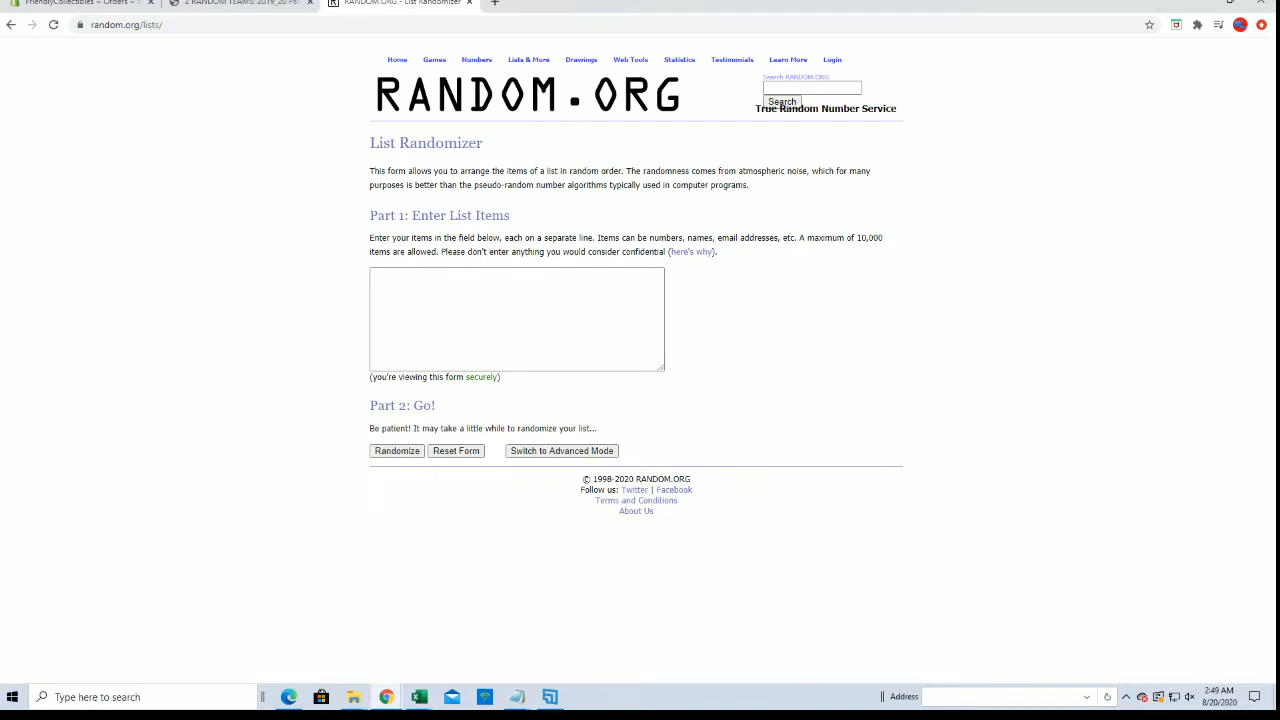 FriendlyCollectibles ~ Orders ~ 2 RANDOM TEAMS: 2019_20 RANDOM.ORG - List Randomizer
random.org/lists/
Home Games Numbers Lists & More Drawings Web Tools Statistics Testimonials Learn More Login
RANDOM.ORG
Search RANDOM.ORG
Search
True Random Number Service
List Randomizer
This form allows you to arrange the items of a list in random order. The randomness comes from atmospheric noise, which for many
purposes is better than the pseudo-random number algorithms typically used in computer programs.
Part 1: Enter List Items
Enter your items in the field below, each on a separate line. Items can be numbers, names, email addresses, etc. A maximum of 10,000
items are allowed. Please don't enter anything you would consider confidential (here's why).
(you're viewing this form securely)
Part 2: Go!
Be patient! It may take a little while to randomize your list...
Randomize Reset Form Switch to Advanced Mode
© 1998-2020 RANDOM.ORG
Follow us: Twitter | Facebook
Terms and Conditions
About Us
Type here to search
Address
2:49 AM
8/20/2020